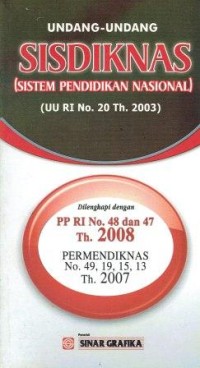 UNDANG-UNDANG
SISDIKNAS
(SISTEM PENDIDIKAN NASIONAL)
(UU RI No. 20 Th. 2003)
Dilengkapi dengan
PP RI No. 48 dan 47
Th. 2008
PERMENDIKNAS
No. 49, 19, 15, 13
Th. 2007
Penerbit
SINAR GRAFIKA